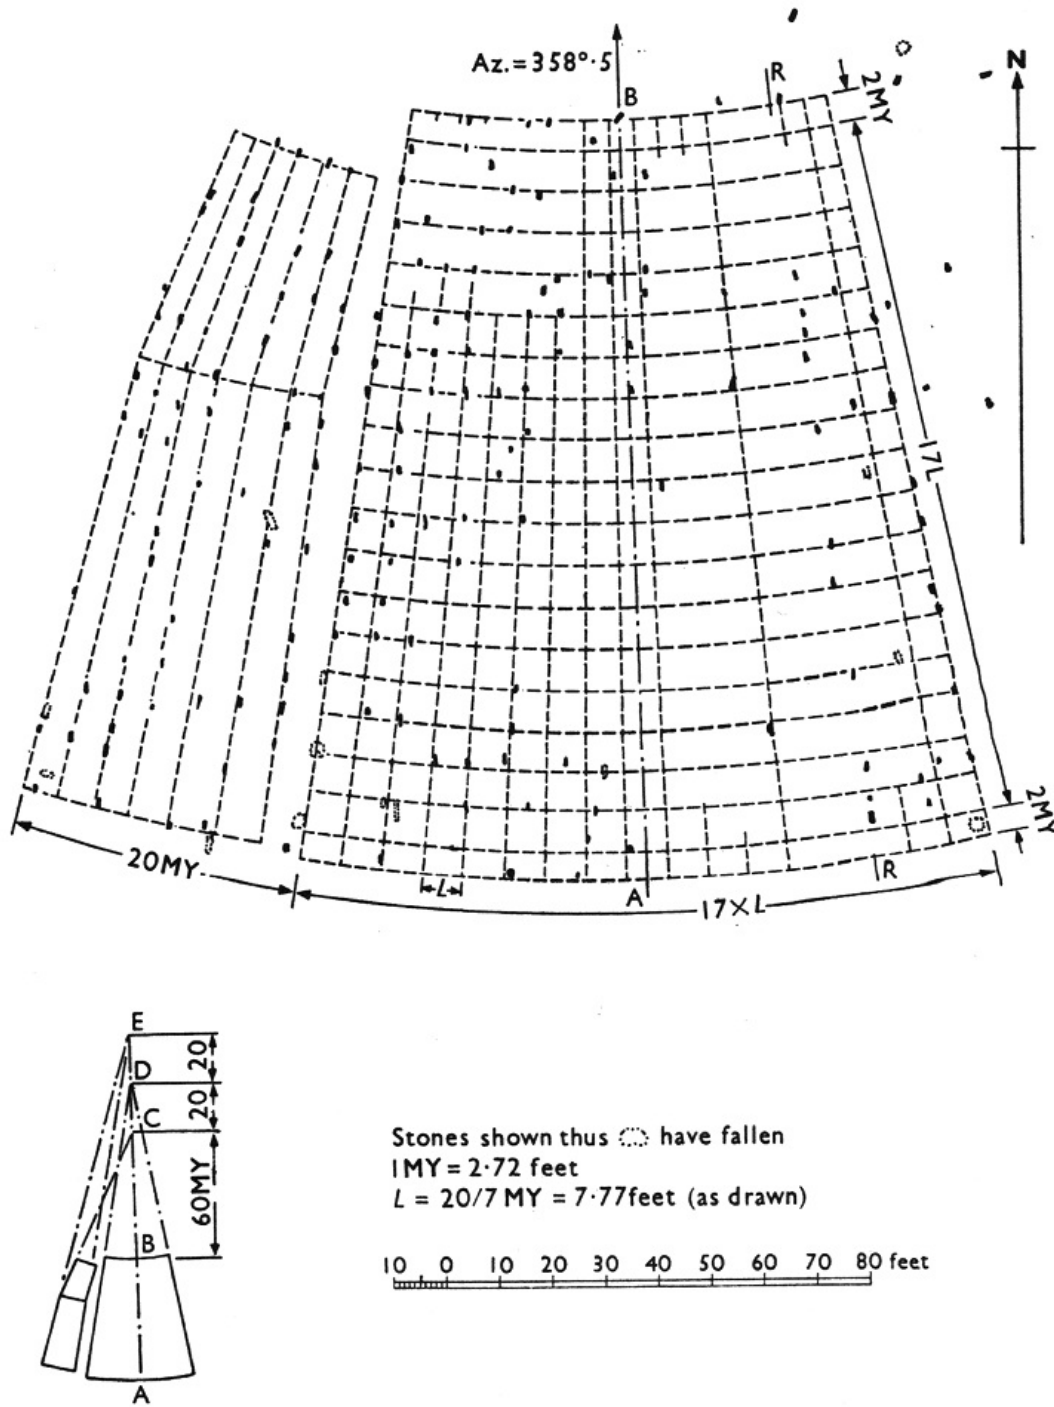 Az.=358°·5
B
R
2MY
N
17L
20MY
L
A
17XL
R
2MY
E
20
D
20
C
60MY
B
A
Stones shown thus have fallen
1MY = 2·72 feet
L = 20/7 MY = 7·77feet (as drawn)
10 0 10 20 30 40 50 60 70 80 feet